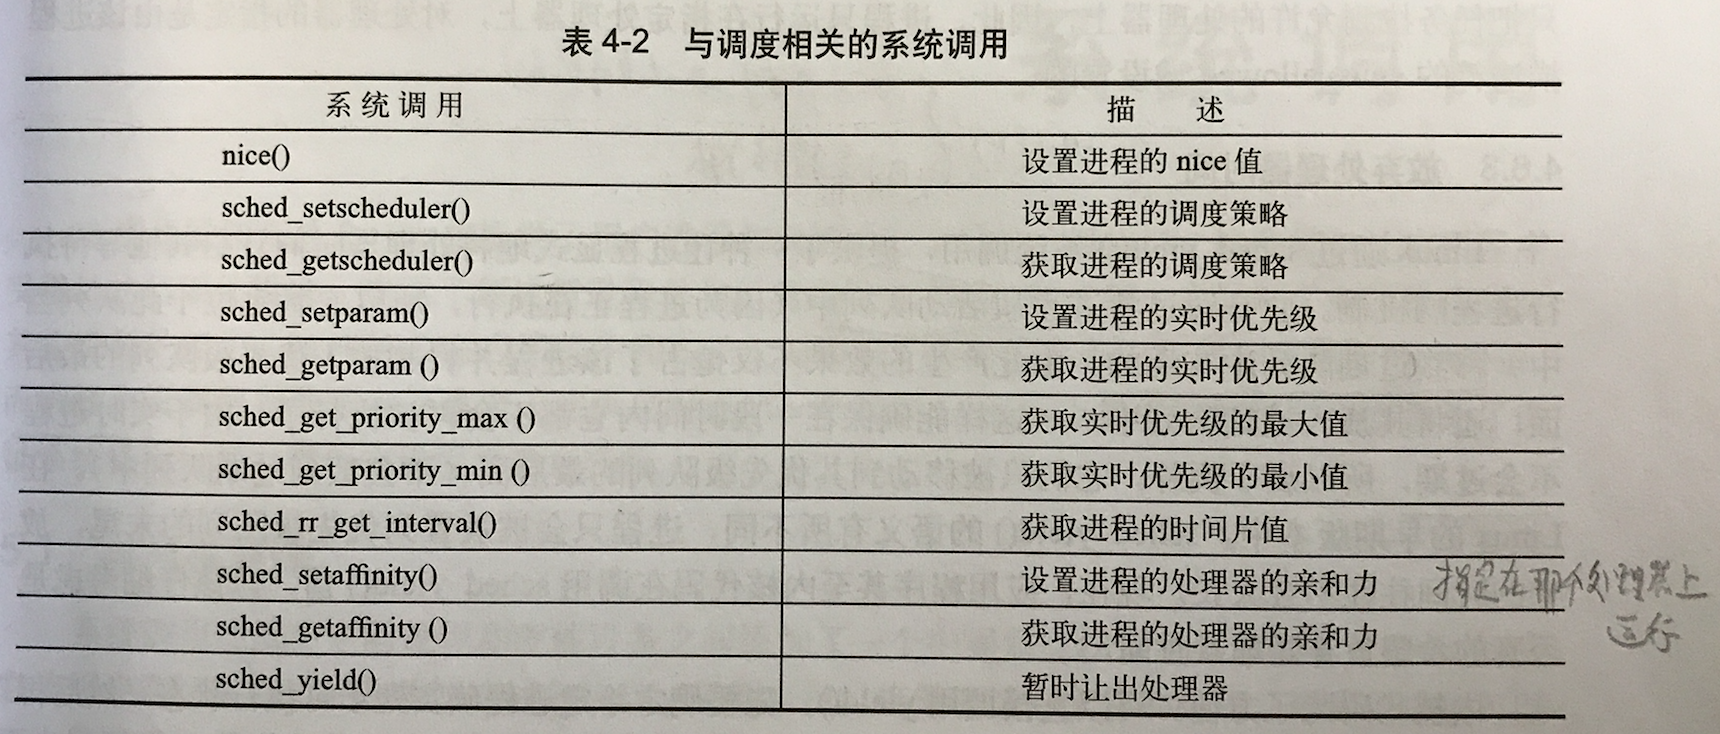 表 4-2 与调度相关的系统调用
系统调用 描 述
nice() 设置进程的 nice 值
sched_setscheduler() 设置进程的调度策略
sched_getscheduler() 获取进程的调度策略
sched_setparam() 设置进程的实时优先级
sched_getparam () 获取进程的实时优先级
sched_get_priority_max () 获取实时优先级的最大值
sched_get_priority_min () 获取实时优先级的最小值
sched_rr_get_interval() 获取进程的时间片值
sched_setaffinity() 设置进程的处理器的亲和力 指定在那个处理器上
运行
sched_getaffinity () 获取进程的处理器的亲和力
sched_yield() 暂时让出处理器